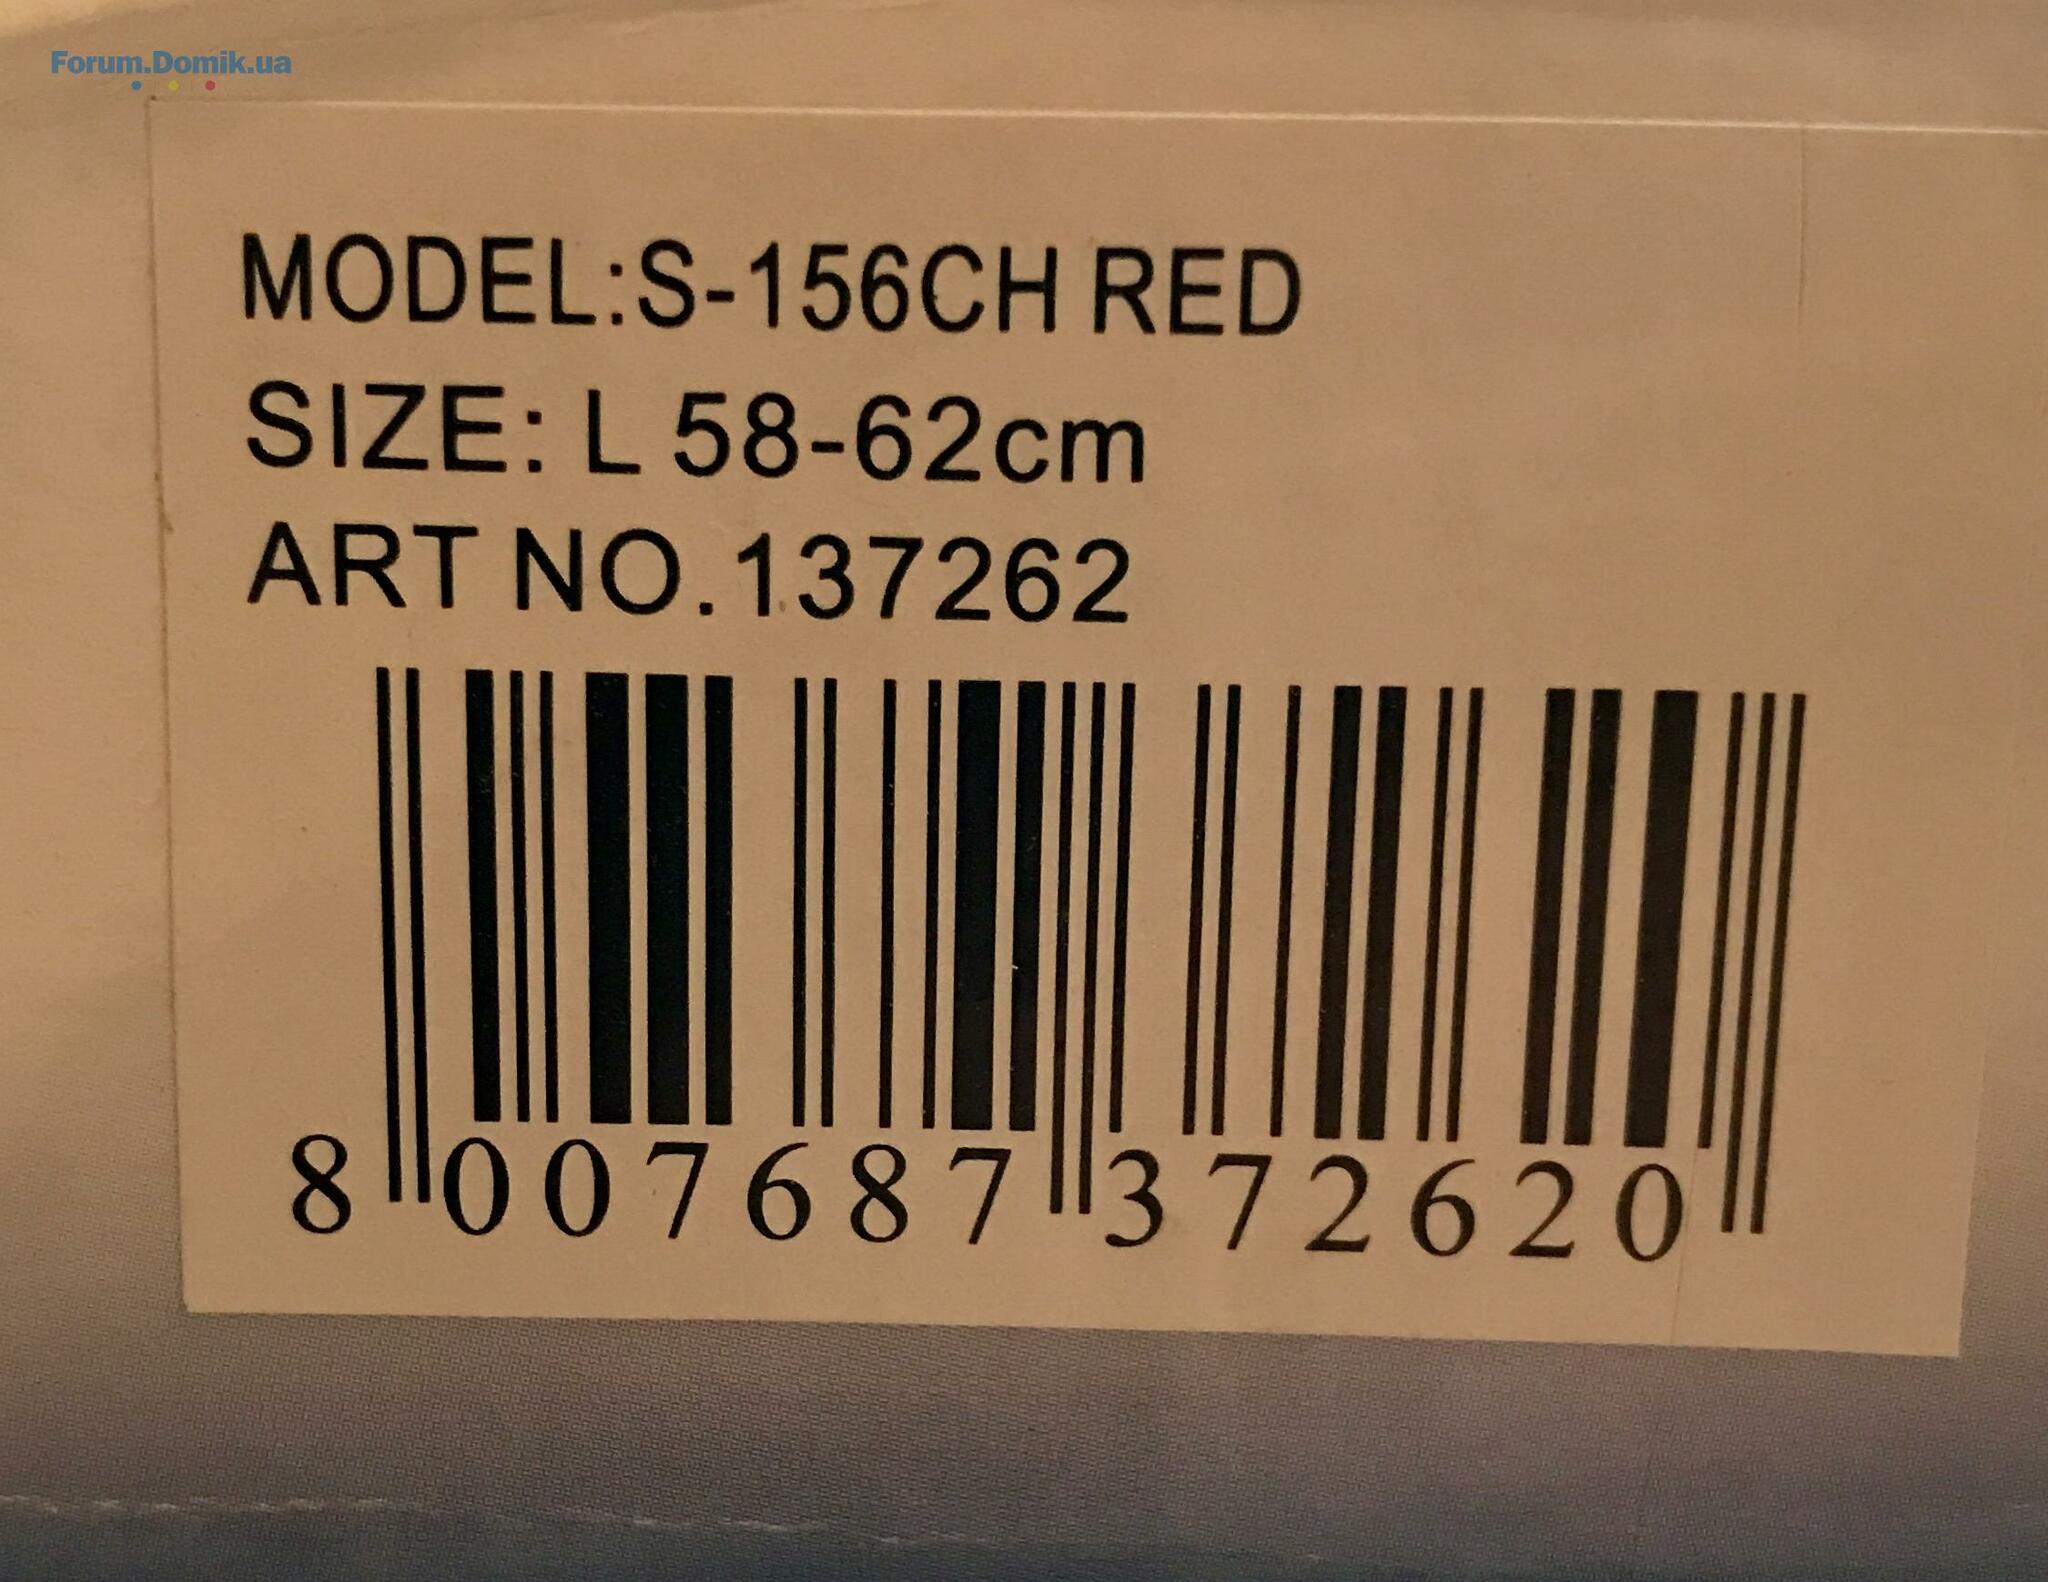 Forum.Domik.ua
MODEL:S-156CH RED
SIZE: L 58-62cm
ART NO.137262
8 007687 372620